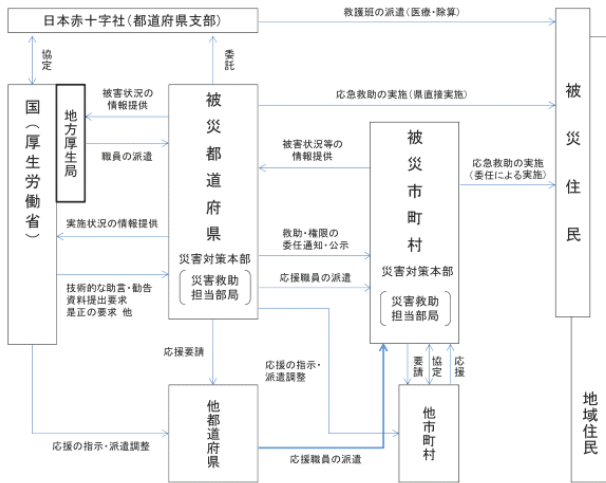 日本赤十字社(都道府県支部)
救護班の派遣(医療・除算)
協定
委託
国(厚生労働省)
地方厚生局
被害状況の
情報提供
職員の派遣
実施状況の情報提供
技術的な助言・勧告
資料提出要求
是正の要求 他
被災都道府県
災害対策本部
災害救助
担当部局
応急救助の実施(県直接実施)
被害状況等の
情報提供
救助・権限の
委任通知・公示
応援職員の派遣
被災市町村
災害対策本部
災害救助
担当部局
応急救助の実施
(委任による実施)
被災住民
応援要請
応援の指示・
派遣調整
要請
協定
応援
応援の指示・派遣調整
他都道府県
応援職員の派遣
他市町村
地域住民